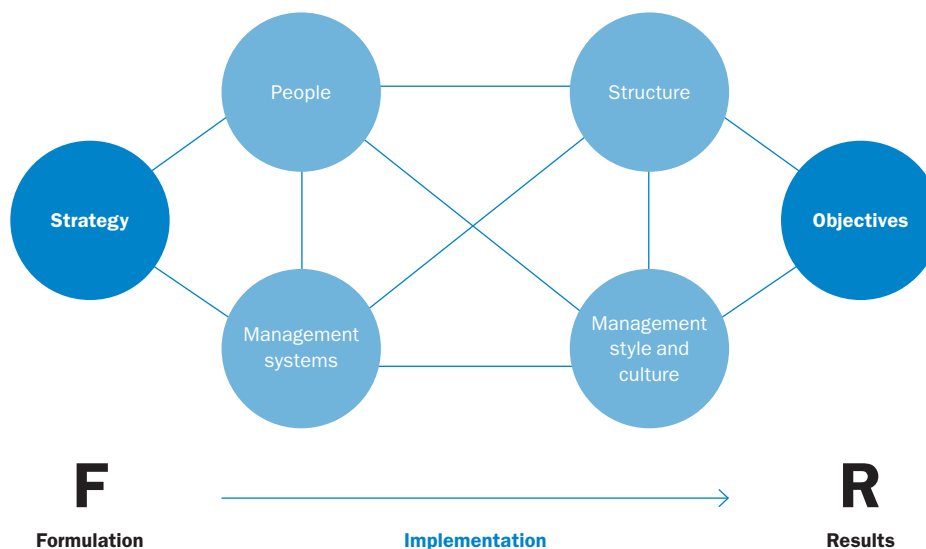 People
Structure
Strategy
Objectives
Management
systems
Management
style and
culture
F
R
Formulation
Implementation
Results